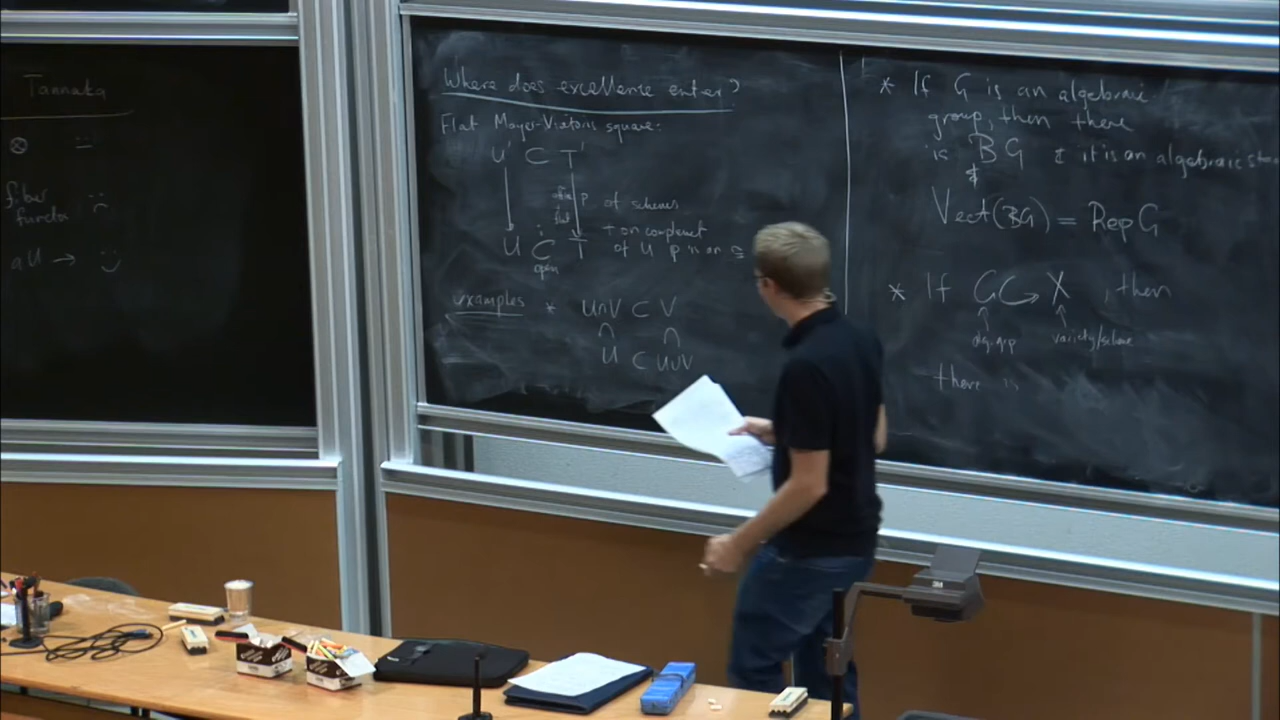 Tannaka
⊗ :|
fiber
functor :(
aU → :)
Where does excellence enter?
Flat Mayer-Vietoris square:
U' ⊂ T'
affine flat p of schemes
+ on complement
of U p is an ≅
U ⊂ T
open
examples * U∩V ⊂ V
∩ ∩
U ⊂ U∪V
* If G is an algebraic
group, then there
is BG & it is an algebraic
&
Vect(BG) = Rep G
* If G ↻ X, then
↑ ↑
alg. grp variety/scheme
there is